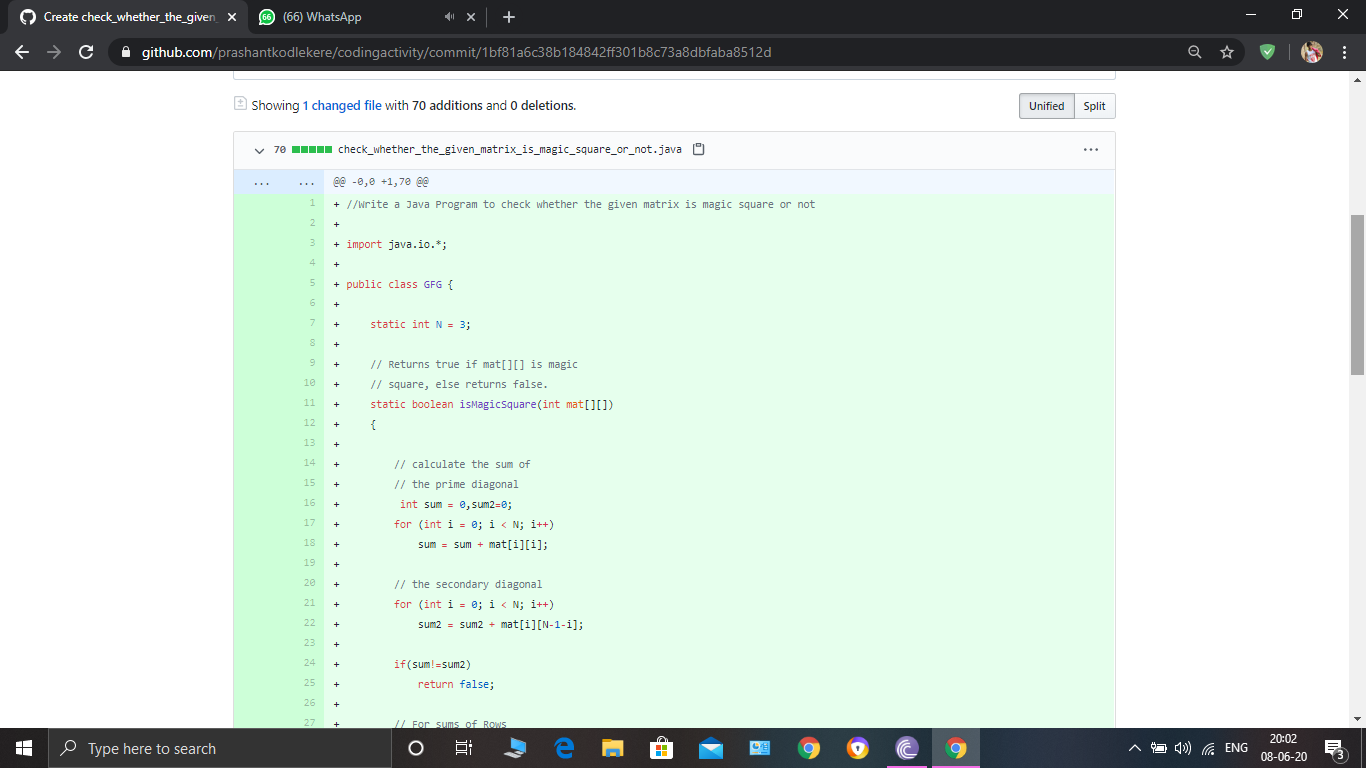 Create check_whether_the_given_
(66) WhatsApp
github.com/prashantkodlekere/codingactivity/commit/1bf81a6c38b184842ff301b8c73a8dbfaba8512d
Showing 1 changed file with 70 additions and 0 deletions.
Unified Split
70 check_whether_the_given_matrix_is_magic_square_or_not.java ...
... ... @@ -0,0 +1,70 @@
1 + //Write a Java Program to check whether the given matrix is magic square or not
2 +
3 + import java.io.*;
4 +
5 + public class GFG {
6 +
7 + static int N = 3;
8 +
9 + // Returns true if mat[][] is magic
10 + // square, else returns false.
11 + static boolean isMagicSquare(int mat[][])
12 + {
13 +
14 + // calculate the sum of
15 + // the prime diagonal
16 + int sum = 0,sum2=0;
17 + for (int i = 0; i < N; i++)
18 + sum = sum + mat[i][i];
19 +
20 + // the secondary diagonal
21 + for (int i = 0; i < N; i++)
22 + sum2 = sum2 + mat[i][N-1-i];
23 +
24 + if(sum!=sum2)
25 + return false;
26 +
27 + // For sums of Rows
Type here to search
ENG
20:02
08-06-20
3